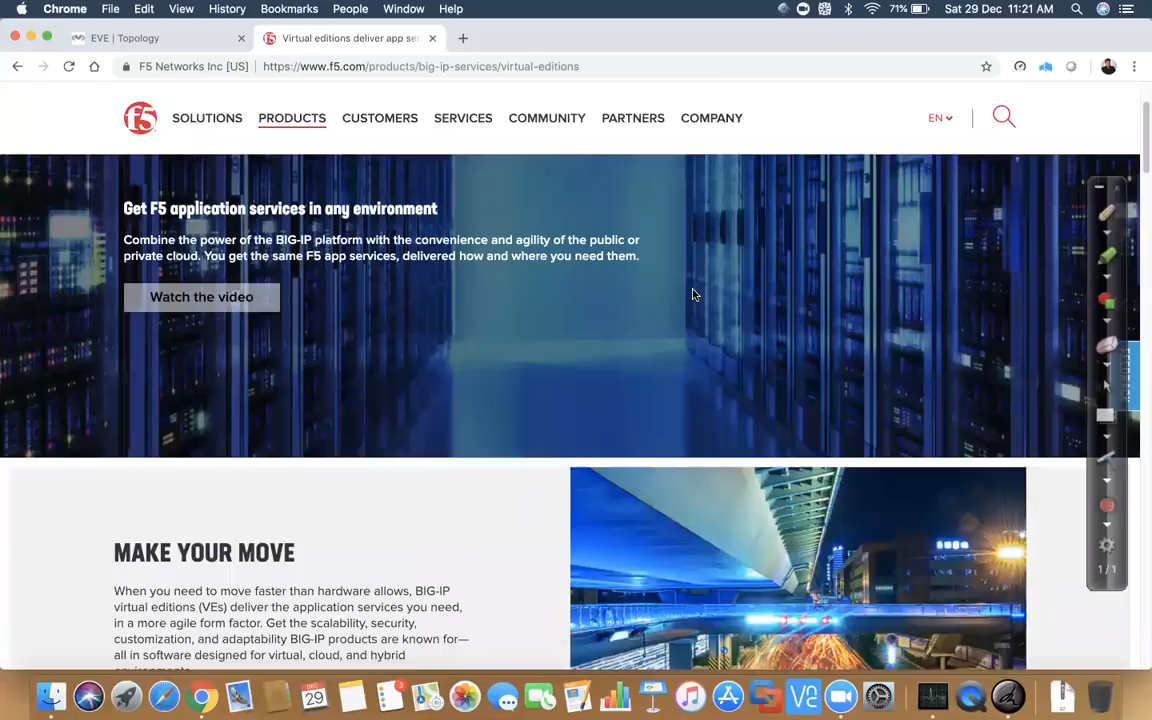 Chrome File Edit View History Bookmarks People Window Help 71% Sat 29 Dec 11:21 AM
EVE | Topology
Virtual editions deliver app ser
F5 Networks Inc [US] https://www.f5.com/products/big-ip-services/virtual-editions
f5 SOLUTIONS PRODUCTS CUSTOMERS SERVICES COMMUNITY PARTNERS COMPANY EN
Get F5 application services in any environment
Combine the power of the BIG-IP platform with the convenience and agility of the public or
private cloud. You get the same F5 app services, delivered how and where you need them.
Watch the video
MAKE YOUR MOVE
When you need to move faster than hardware allows, BIG-IP
virtual editions (VEs) deliver the application services you need,
in a more agile form factor. Get the scalability, security,
customization, and adaptability BIG-IP products are known for—
all in software designed for virtual, cloud, and hybrid
1/1
DEC
29
3